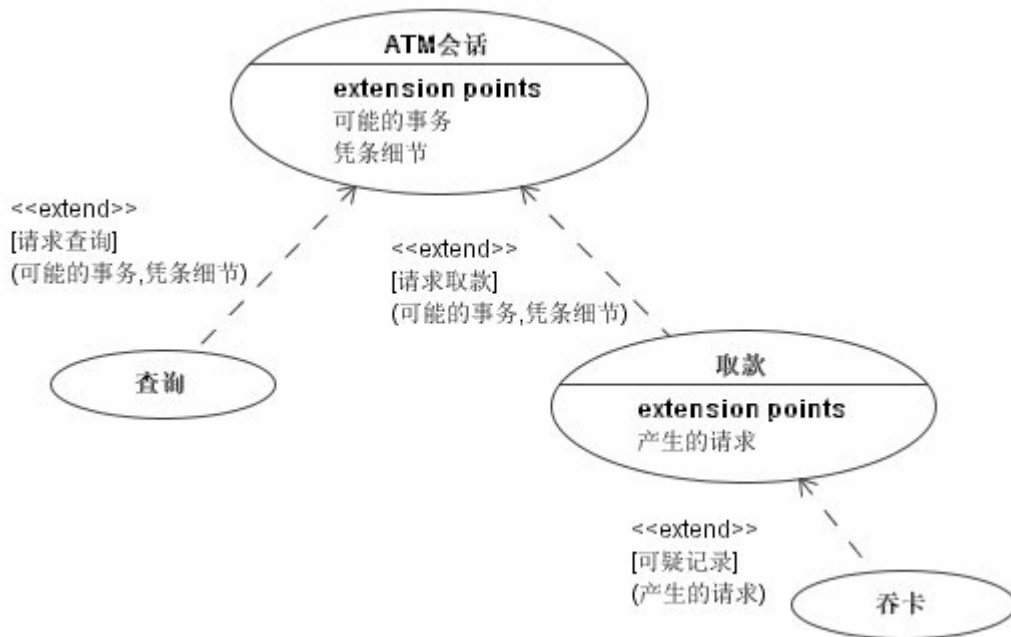 ATM会话
extension points
可能的事务
凭条细节
<<extend>>
[请求查询]
(可能的事务,凭条细节)
<<extend>>
[请求取款]
(可能的事务,凭条细节)
查询
取款
extension points
产生的请求
<<extend>>
[可疑记录]
(产生的请求)
吞卡